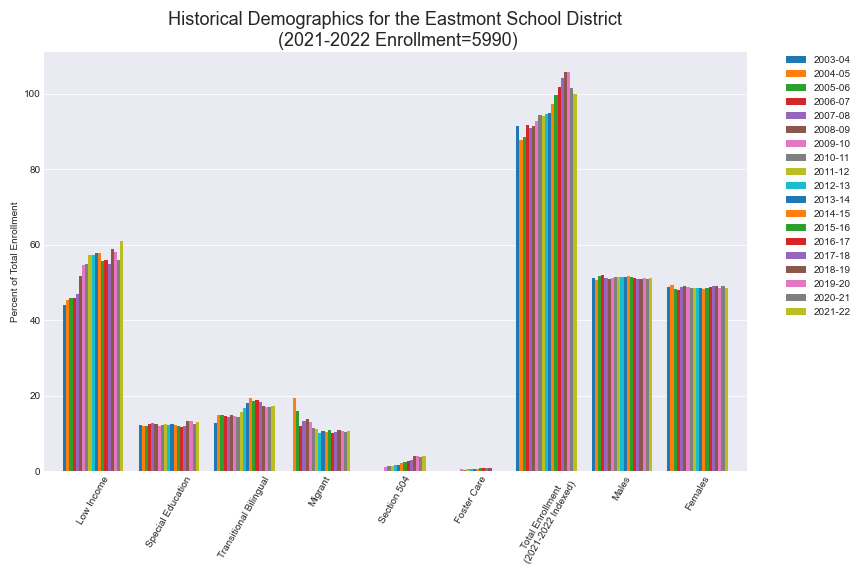 Historical Demographics for the Eastmont School District
(2021-2022 Enrollment=5990)
Percent of Total Enrollment
100
80
60
40
20
0
Low Income
Special Education
Transitional Bilingual
Migrant
Section 504
Foster Care
Total Enrollment
(2021-2022 Indexed)
Males
Females
2003-04
2004-05
2005-06
2006-07
2007-08
2008-09
2009-10
2010-11
2011-12
2012-13
2013-14
2014-15
2015-16
2016-17
2017-18
2018-19
2019-20
2020-21
2021-22